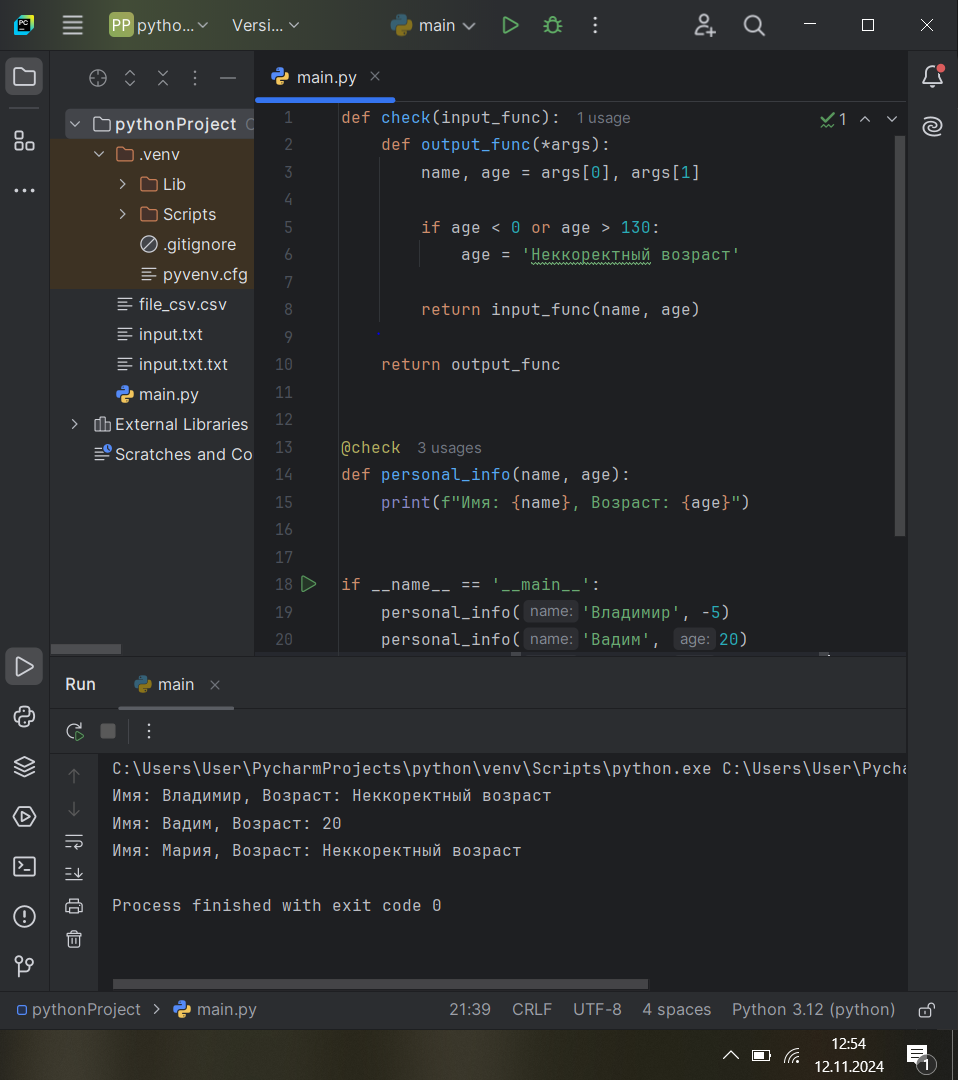 PC
PP pytho... Versi... main
main.py
pythonProject
.venv
Lib
Scripts
.gitignore
pyvenv.cfg
file_csv.csv
input.txt
input.txt.txt
main.py
External Libraries
Scratches and Co
1 def check(input_func): 1 usage
1
2 def output_func(*args):
3 name, age = args[0], args[1]
4
5 if age < 0 or age > 130:
6 age = 'Неккоректный возраст'
7
8 return input_func(name, age)
9
10 return output_func
11
12
13 @check 3 usages
14 def personal_info(name, age):
15 print(f"Имя: {name}, Возраст: {age}")
16
17
18 if __name__ == '__main__':
19 personal_info( name: 'Владимир', -5)
20 personal_info( name: 'Вадим', age: 20)
Run main
C:\Users\User\PycharmProjects\python\venv\Scripts\python.exe C:\Users\User\Pycha
Имя: Владимир, Возраст: Неккоректный возраст
Имя: Вадим, Возраст: 20
Имя: Мария, Возраст: Неккоректный возраст
Process finished with exit code 0
pythonProject > main.py 21:39 CRLF UTF-8 4 spaces Python 3.12 (python)
12:54
12.11.2024
1